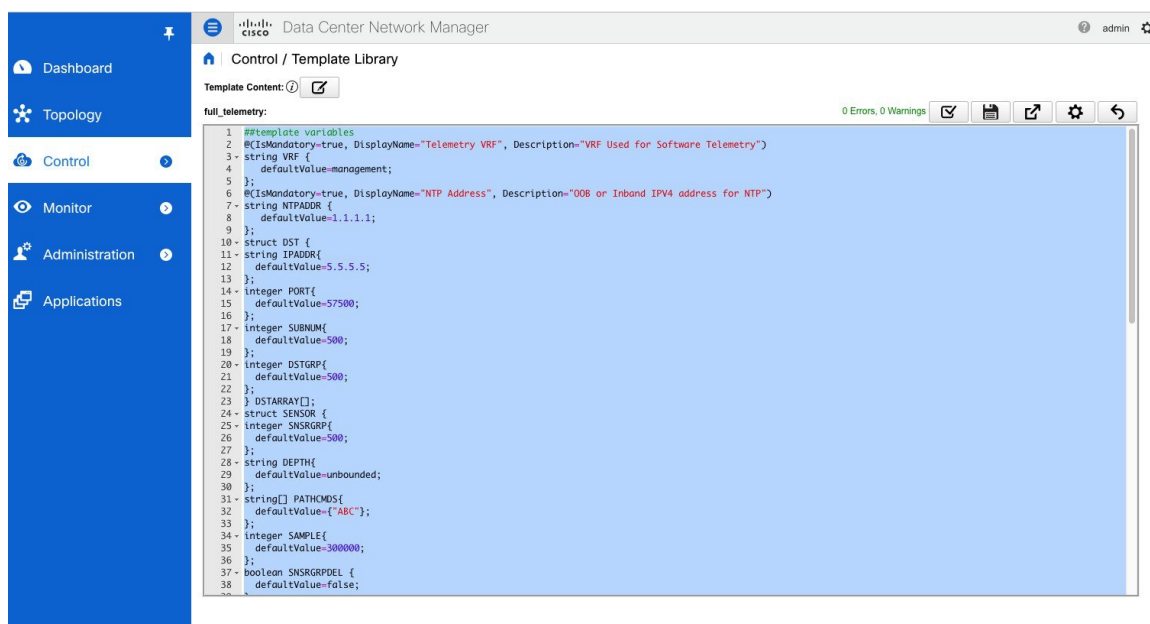 cisco Data Center Network Manager
admin
Dashboard
Topology
Control
Monitor
Administration
Applications
Control / Template Library
Template Content:
full_telemetry:
0 Errors, 0 Warnings
1 ##template variables
2 @(IsMandatory=true, DisplayName="Telemetry VRF", Description="VRF Used for Software Telemetry")
3 string VRF {
4 defaultValue=management;
5 };
6 @(IsMandatory=true, DisplayName="NTP Address", Description="OOB or Inband IPV4 address for NTP")
7 string NTPADDR {
8 defaultValue=1.1.1.1;
9 };
10 struct DST {
11 string IPADDR{
12 defaultValue=5.5.5.5;
13 };
14 integer PORT{
15 defaultValue=57500;
16 };
17 integer SUBNUM{
18 defaultValue=500;
19 };
20 integer DSTGRP{
21 defaultValue=500;
22 };
23 } DSTARRAY[];
24 struct SENSOR {
25 integer SNSRGRP{
26 defaultValue=500;
27 };
28 string DEPTH{
29 defaultValue=unbounded;
30 };
31 string[] PATHCMDS{
32 defaultValue={"ABC"};
33 };
34 integer SAMPLE{
35 defaultValue=300000;
36 };
37 boolean SNSRGRPDEL {
38 defaultValue=false;